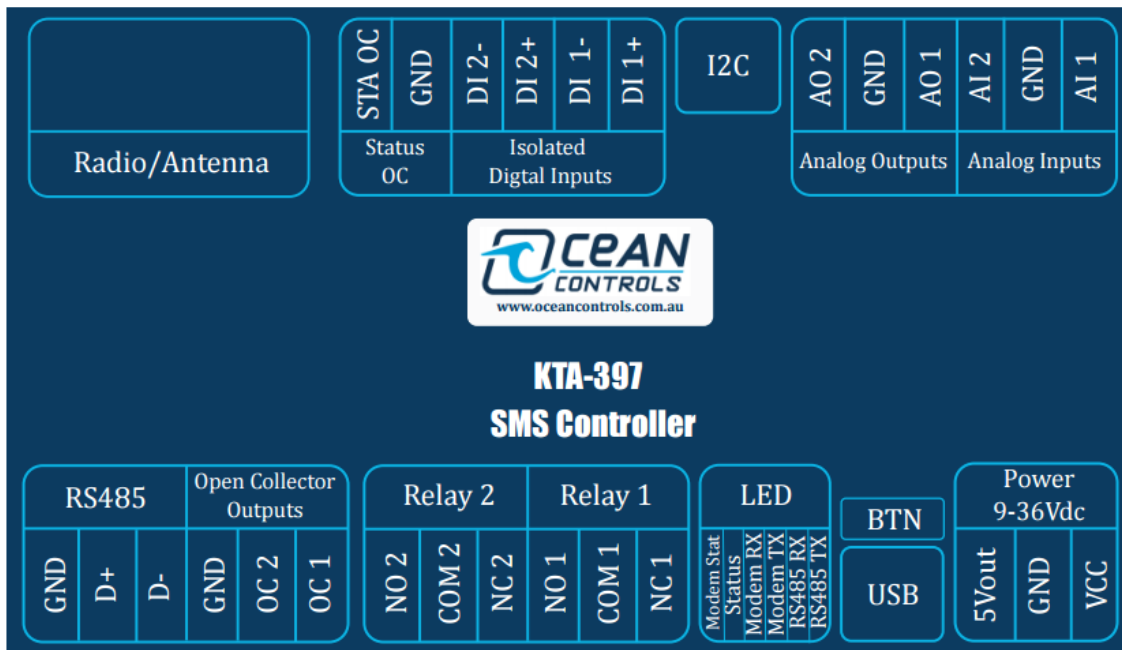 STA OC
GND
DI 2-
DI 2+
DI 1-
DI 1+
I2C
AO 2
GND
AO 1
AI 2
GND
AI 1
Radio/Antenna
Status
OC
Isolated
Digtal Inputs
Analog Outputs
Analog Inputs
OCEAN
CONTROLS
www.oceancontrols.com.au
KTA-397
SMS Controller
RS485
Open Collector
Outputs
Relay 2
Relay 1
LED
BTN
Power
9-36Vdc
GND
D+
D-
GND
OC 2
OC 1
NO 2
COM 2
NC 2
NO 1
COM 1
NC 1
Modem Stat
Status
Modem RX
Modem TX
RS485 RX
RS485 TX
USB
5Vout
GND
VCC